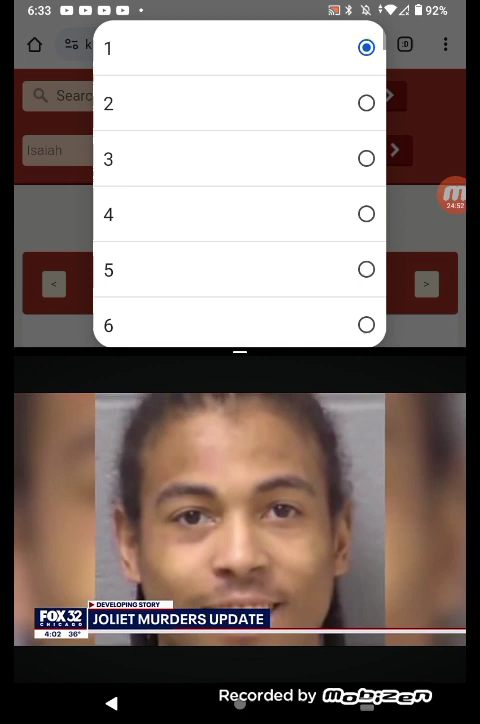 6:33
92%
k
:D
1
2
3
4
5
6
Searc
Isaiah
24:52
<
>
DEVELOPING STORY
FOX 32
CHICAGO
JOLIET MURDERS UPDATE
4:02 36°
Recorded by Mobizen